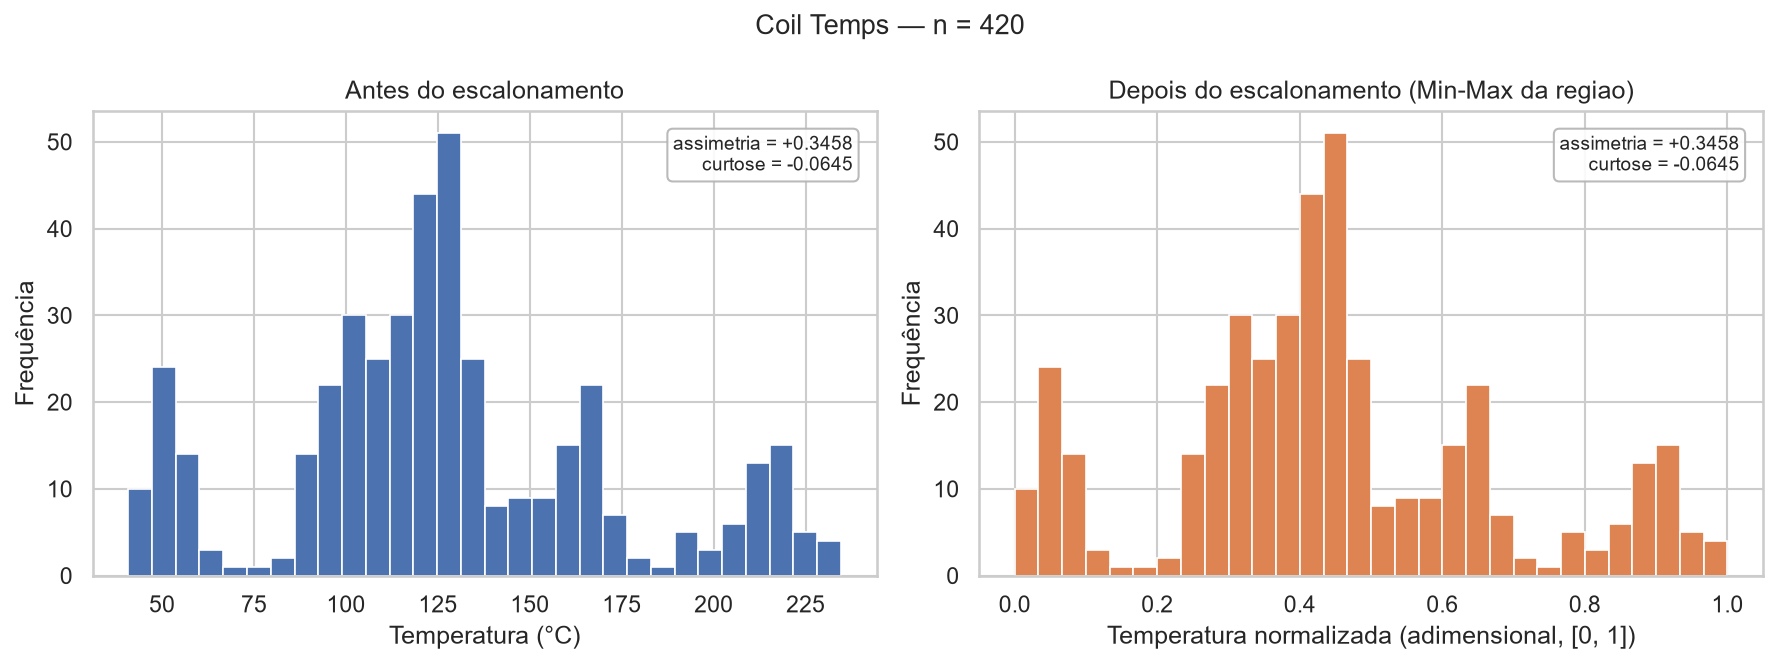 Coil Temps — n = 420
Antes do escalonamento
assimetria = +0.3458
curtose = -0.0645
Frequência
50
40
30
20
10
0
50 75 100 125 150 175 200 225
Temperatura (°C)
Depois do escalonamento (Min-Max da regiao)
assimetria = +0.3458
curtose = -0.0645
Frequência
50
40
30
20
10
0
0.0 0.2 0.4 0.6 0.8 1.0
Temperatura normalizada (adimensional, [0, 1])